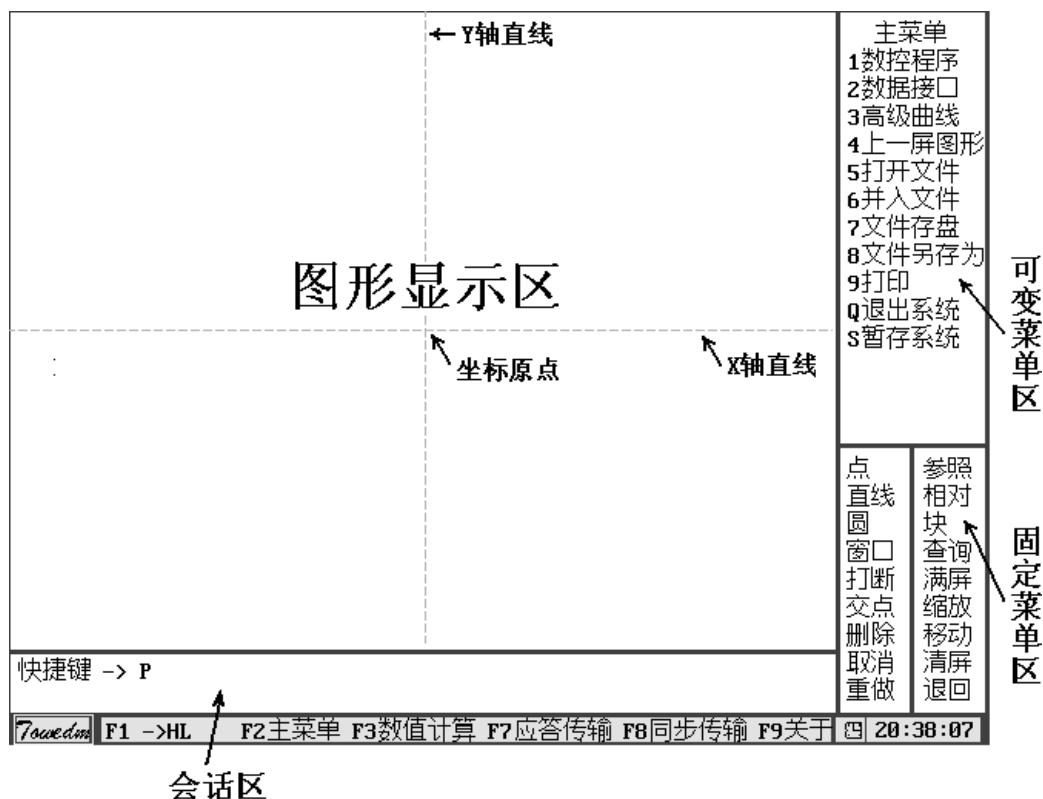 Y轴直线
图形显示区
坐标原点
X轴直线
主菜单
1数控程序
2数据接口
3高级曲线
4上一屏图形
5打开文件
6并入文件
7文件存盘
8文件另存为
9打印
Q退出系统
S暂存系统
可变菜单区
点
直线
圆
窗口
打断
交点
删除
取消
重做
参照
相对
块
查询
满屏
缩放
移动
清屏
退回
固定菜单区
快捷键 -> P
Towedm F1 ->HL F2主菜单 F3数值计算 F7应答传输 F8同步传输 F9关于 20:38:07
会话区